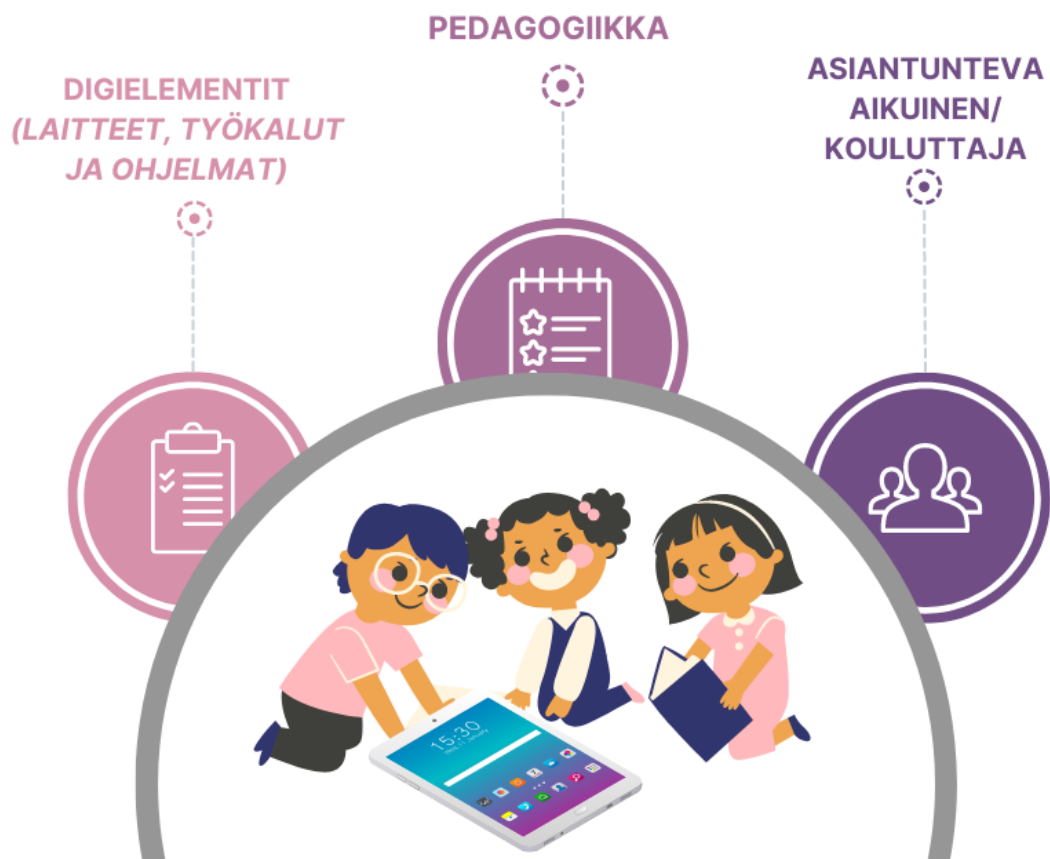 PEDAGOGIIKKA
DIGIELEMENTIT
(LAITTEET, TYÖKALUT
JA OHJELMAT)
ASIANTUNTEVA
AIKUINEN/
KOULUTTAJA
15:30